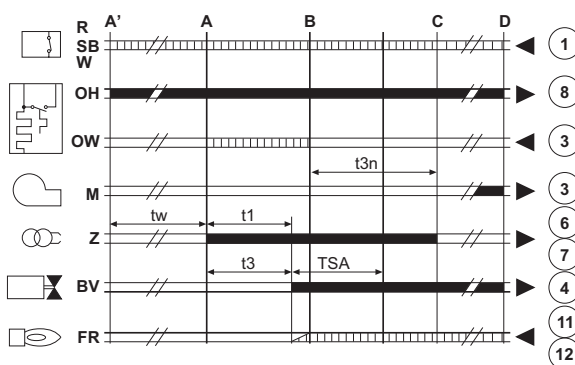 R A' A B C D
SB 1
W
OH 8
OW 3
t3n
M 3
tw t1 6
Z
7
t3 TSA
BV 4
11
FR
12